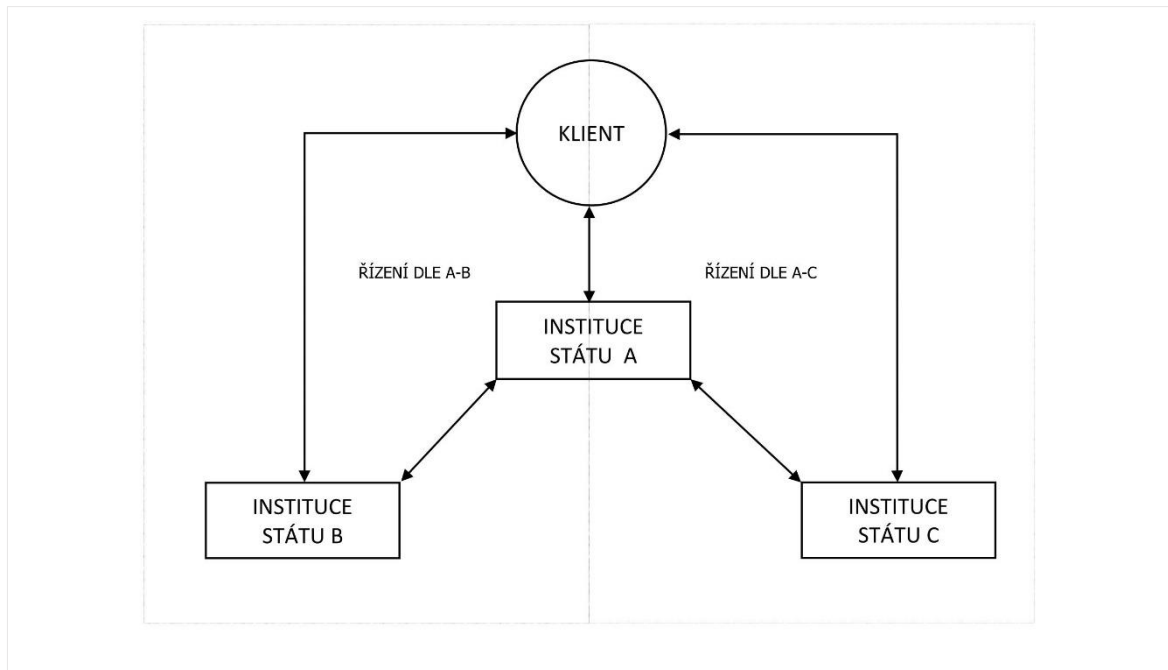 KLIENT
ŘÍZENÍ DLE A-B
ŘÍZENÍ DLE A-C
INSTITUCE
STÁTU A
INSTITUCE
STÁTU B
INSTITUCE
STÁTU C